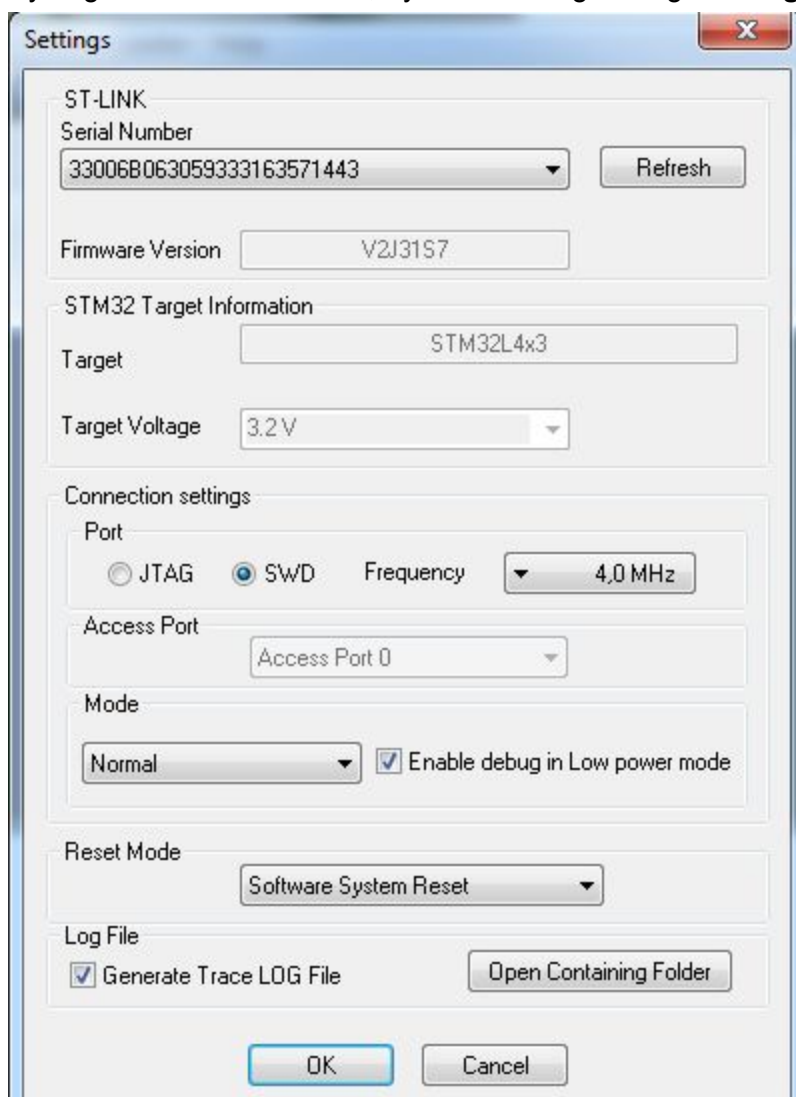 Settings
ST-LINK
Serial Number
33006B063059333163571443
Refresh
Firmware Version
V2J31S7
STM32 Target Information
Target
STM32L4x3
Target Voltage
3.2 V
Connection settings
Port
JTAG
SWD
Frequency
4,0 MHz
Access Port
Access Port 0
Mode
Normal
Enable debug in Low power mode
Reset Mode
Software System Reset
Log File
Generate Trace LOG File
Open Containing Folder
OK
Cancel